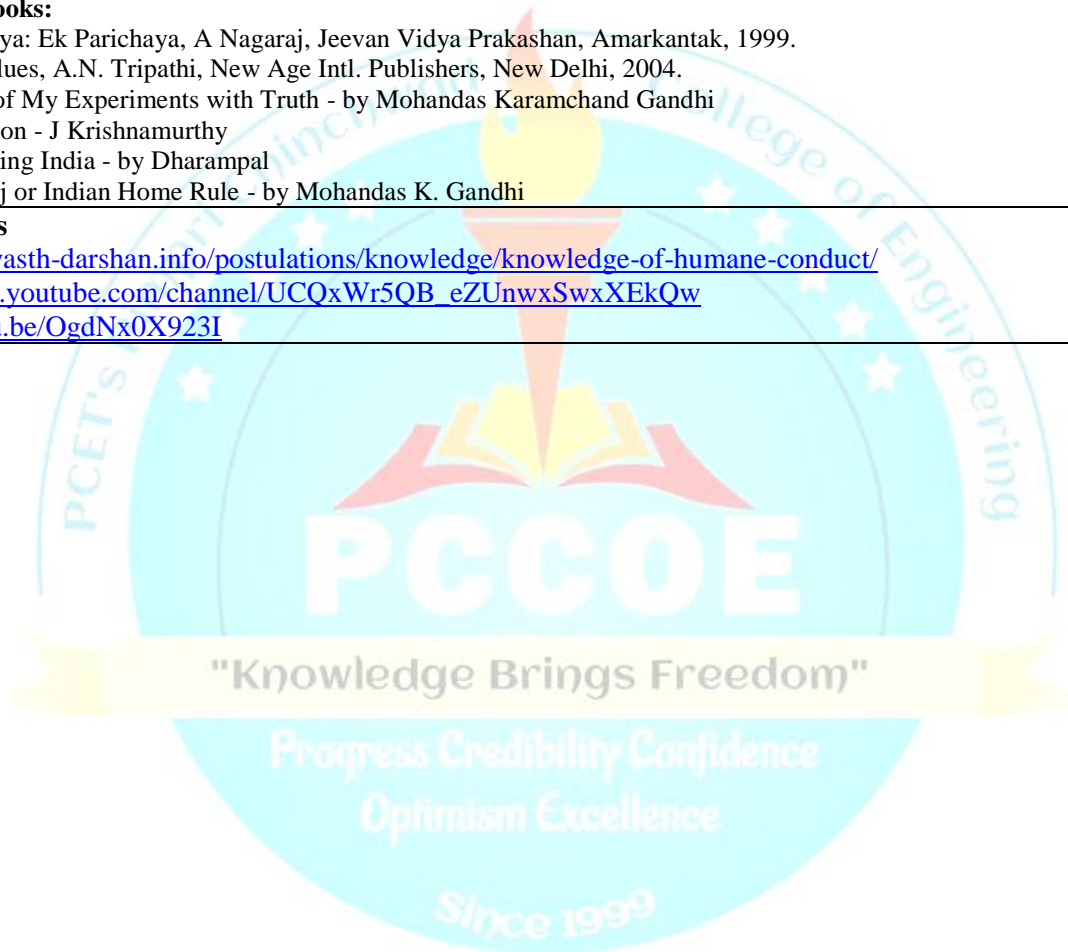 ooks:
ya: Ek Parichaya, A Nagaraj, Jeevan Vidya Prakashan, Amarkantak, 1999.
lues, A.N. Tripathi, New Age Intl. Publishers, New Delhi, 2004.
of My Experiments with Truth - by Mohandas Karamchand Gandhi
on - J Krishnamurthy
ing India - by Dharampal
j or Indian Home Rule - by Mohandas K. Gandhi
s
vasth-darshan.info/postulations/knowledge/knowledge-of-humane-conduct/
.youtube.com/channel/UCQxWr5QB_eZUnwxSwxXEkQw
u.be/OgdNx0X923I
PCET's Pimpri Chinchwad College of Engineering
PCCOE
"Knowledge Brings Freedom"
Progress Credibility Confidence
Optimism Excellence
Since 1999